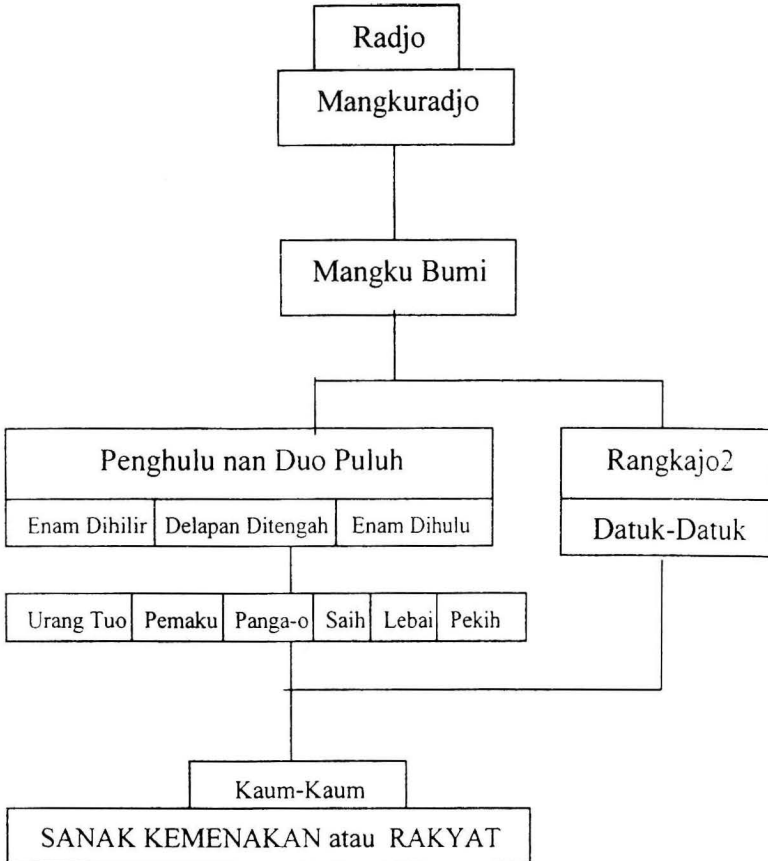 Radjo
Mangkuradjo
Mangku Bumi
Penghulu nan Duo Puluh
Rangkajo2
Enam Dihilir Delapan Ditengah Enam Dihulu
Datuk-Datuk
Urang Tuo Pemaku Panga-o Saih Lebai Pekih
Kaum-Kaum
SANAK KEMENAKAN atau RAKYAT